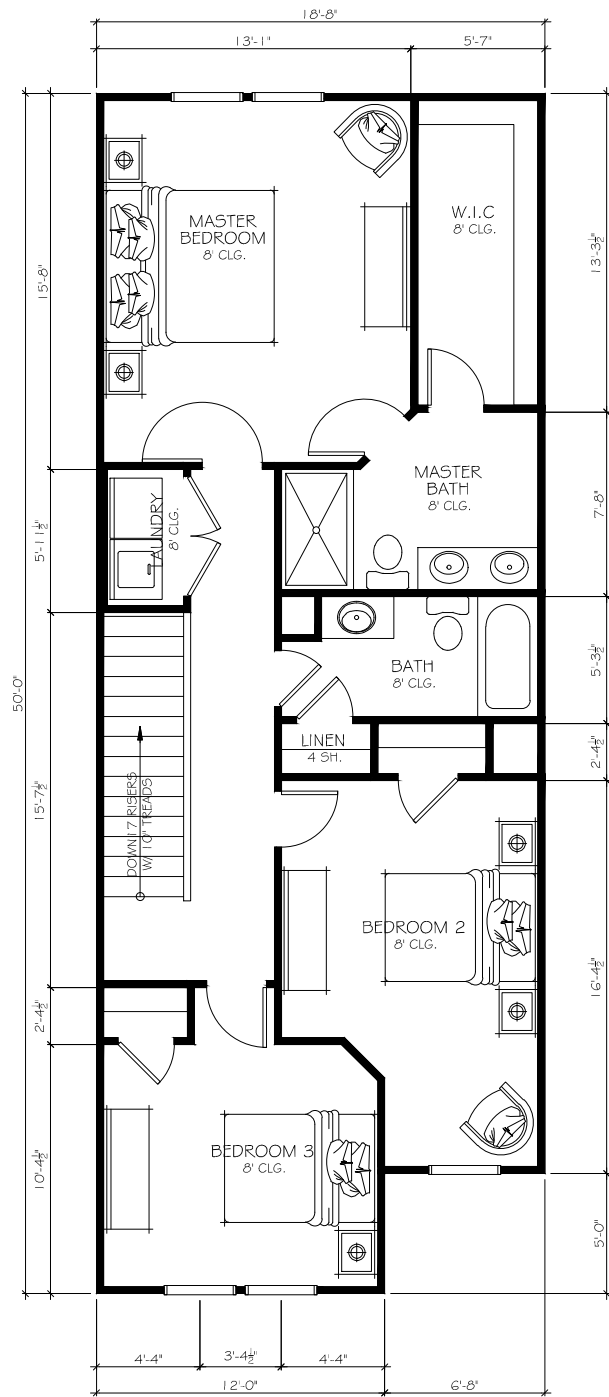 18'-8"
13'-1"
5'-7"
MASTER
BEDROOM
8' CLG.
W.I.C
8' CLG.
13'-3½"
15'-8"
MASTER
BATH
8' CLG.
LAUNDRY
8' CLG.
7'-8"
5'-11½"
50'-0"
BATH
8' CLG.
5'-3½"
LINEN
4 SH.
2'-4½"
15'-7½"
DOWN 17 RISERS
W/ 10" TREADS
BEDROOM 2
8' CLG.
16'-4½"
2'-4½"
BEDROOM 3
8' CLG.
10'-4½"
5'-0"
4'-4"
3'-4½"
4'-4"
12'-0"
6'-8"